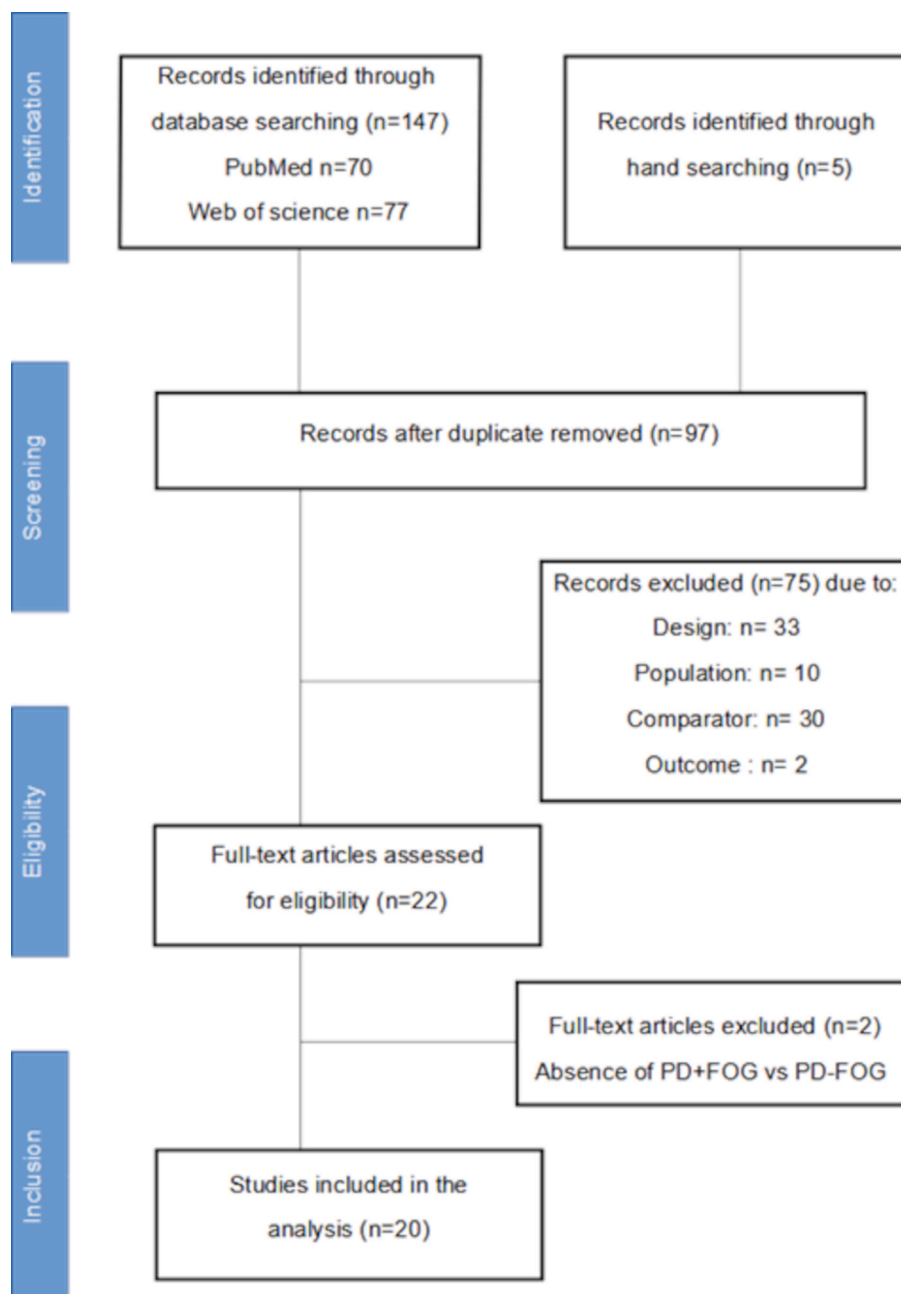 Identification
Records identified through
database searching (n=147)
PubMed n=70
Web of science n=77
Records identified through
hand searching (n=5)
Screening
Records after duplicate removed (n=97)
Records excluded (n=75) due to:
Design: n= 33
Population: n= 10
Comparator: n= 30
Outcome : n= 2
Eligibility
Full-text articles assessed
for eligibility (n=22)
Full-text articles excluded (n=2)
Absence of PD+FOG vs PD-FOG
Inclusion
Studies included in the
analysis (n=20)